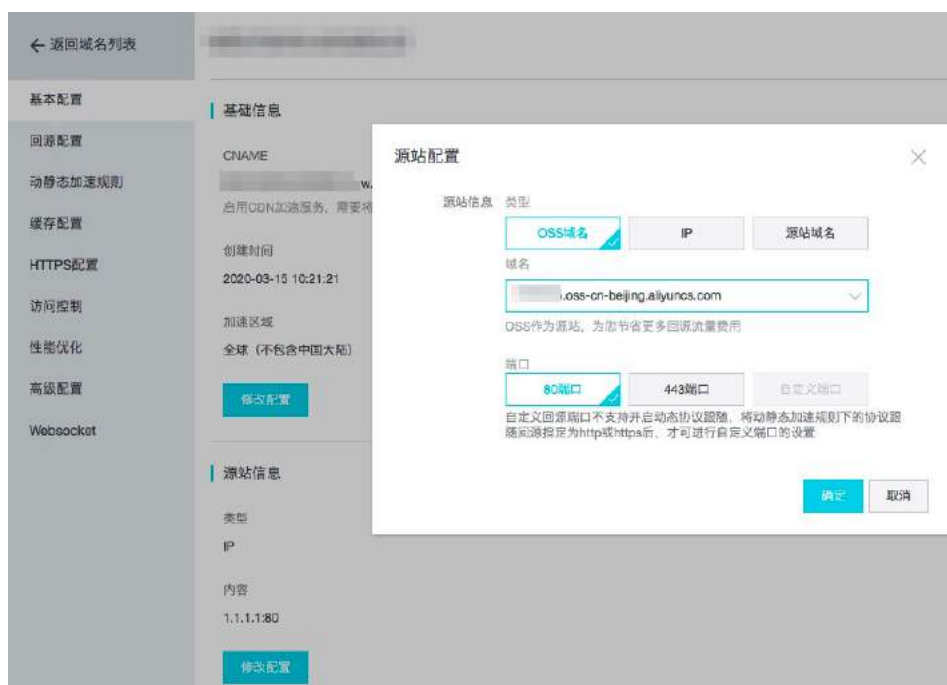 ← 返回域名列表
基本配置
回源配置
动静态加速规则
缓存配置
HTTPS配置
访问控制
性能优化
高级配置
Websocket
基础信息
CNAME
w.
启用CDN加速服务，需要将
创建时间
2020-03-15 10:21:21
加速区域
全球（不包含中国大陆）
修改配置
源站信息
类型
IP
内容
1.1.1.1:80
修改配置
源站配置
源站信息 类型
OSS域名 IP 源站域名
域名
.oss-cn-beijing.aliyuncs.com
OSS作为源站，为您节省更多回源流量费用
端口
80端口 443端口 自定义端口
自定义回源端口不支持开启动态协议跟随，将动静态加速规则下的协议跟
随回源指定为http或https后、才可进行自定义端口的设置
确定 取消